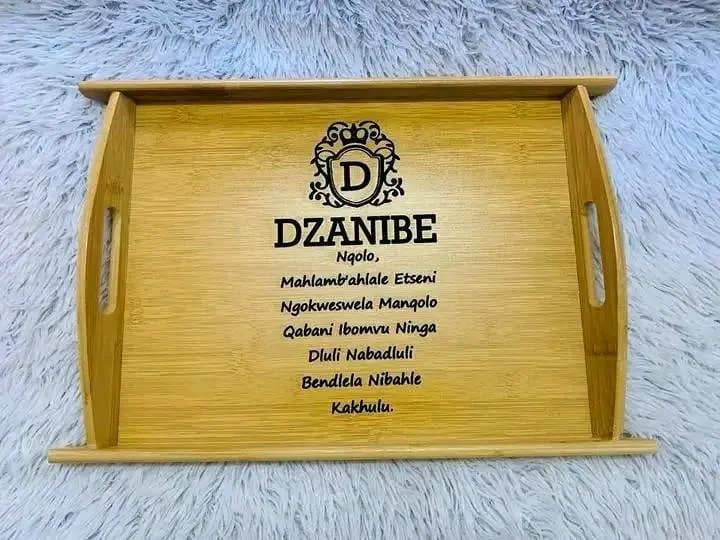 D
DZANIBE
Nqolo,
Mahlamb'ahlale Etseni
Ngokweswela Manqolo
Qabani Ibomvu Ninga
Dluli Nabadluli
Bendlela Nibahle
Kakhulu.